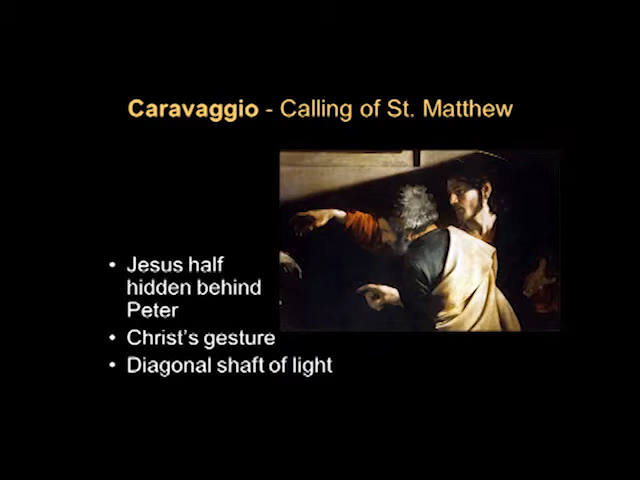 Caravaggio - Calling of St. Matthew
• Jesus half
hidden behind
Peter
• Christ's gesture
• Diagonal shaft of light